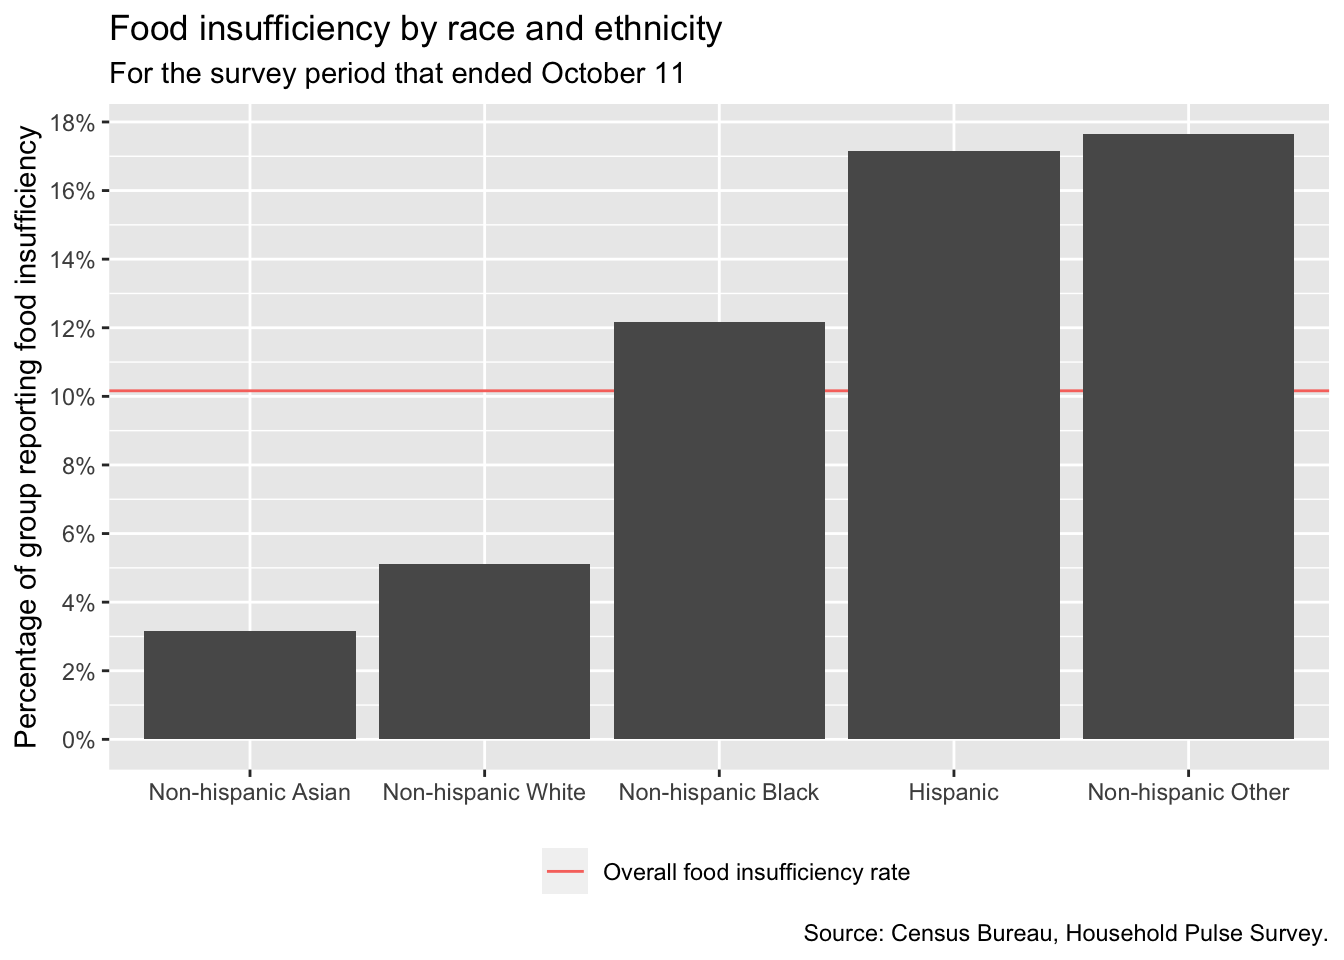 Food insufficiency by race and ethnicity
For the survey period that ended October 11
Percentage of group reporting food insufficiency
18%
16%
14%
12%
10%
8%
6%
4%
2%
0%
Non-hispanic Asian
Non-hispanic White
Non-hispanic Black
Hispanic
Non-hispanic Other
Overall food insufficiency rate
Source: Census Bureau, Household Pulse Survey.